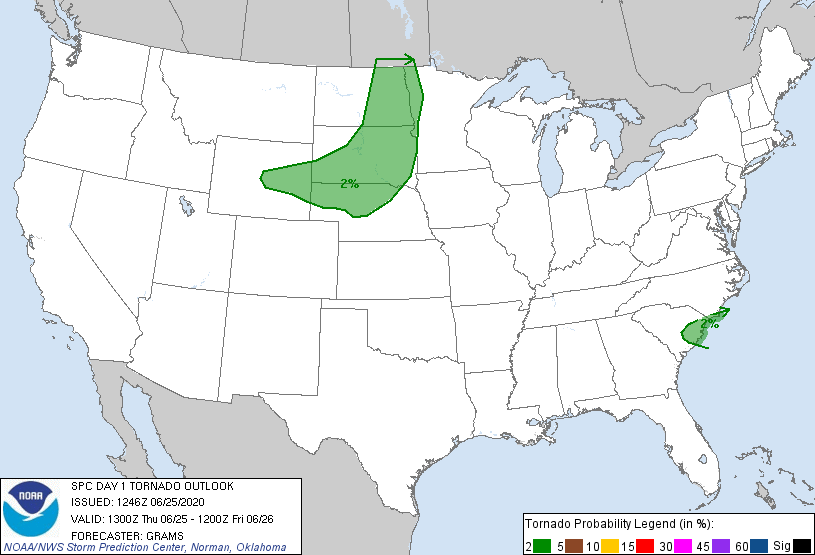 2%
2%
NOAA
SPC DAY 1 TORNADO OUTLOOK
ISSUED: 1246Z 06/25/2020
VALID: 1300Z Thu 06/25 - 1200Z Fri 06/26
FORECASTER: GRAMS
NOAA/NWS Storm Prediction Center, Norman, Oklahoma
Tornado Probability Legend (in %):
2 5 10 15 30 45 60 Sig